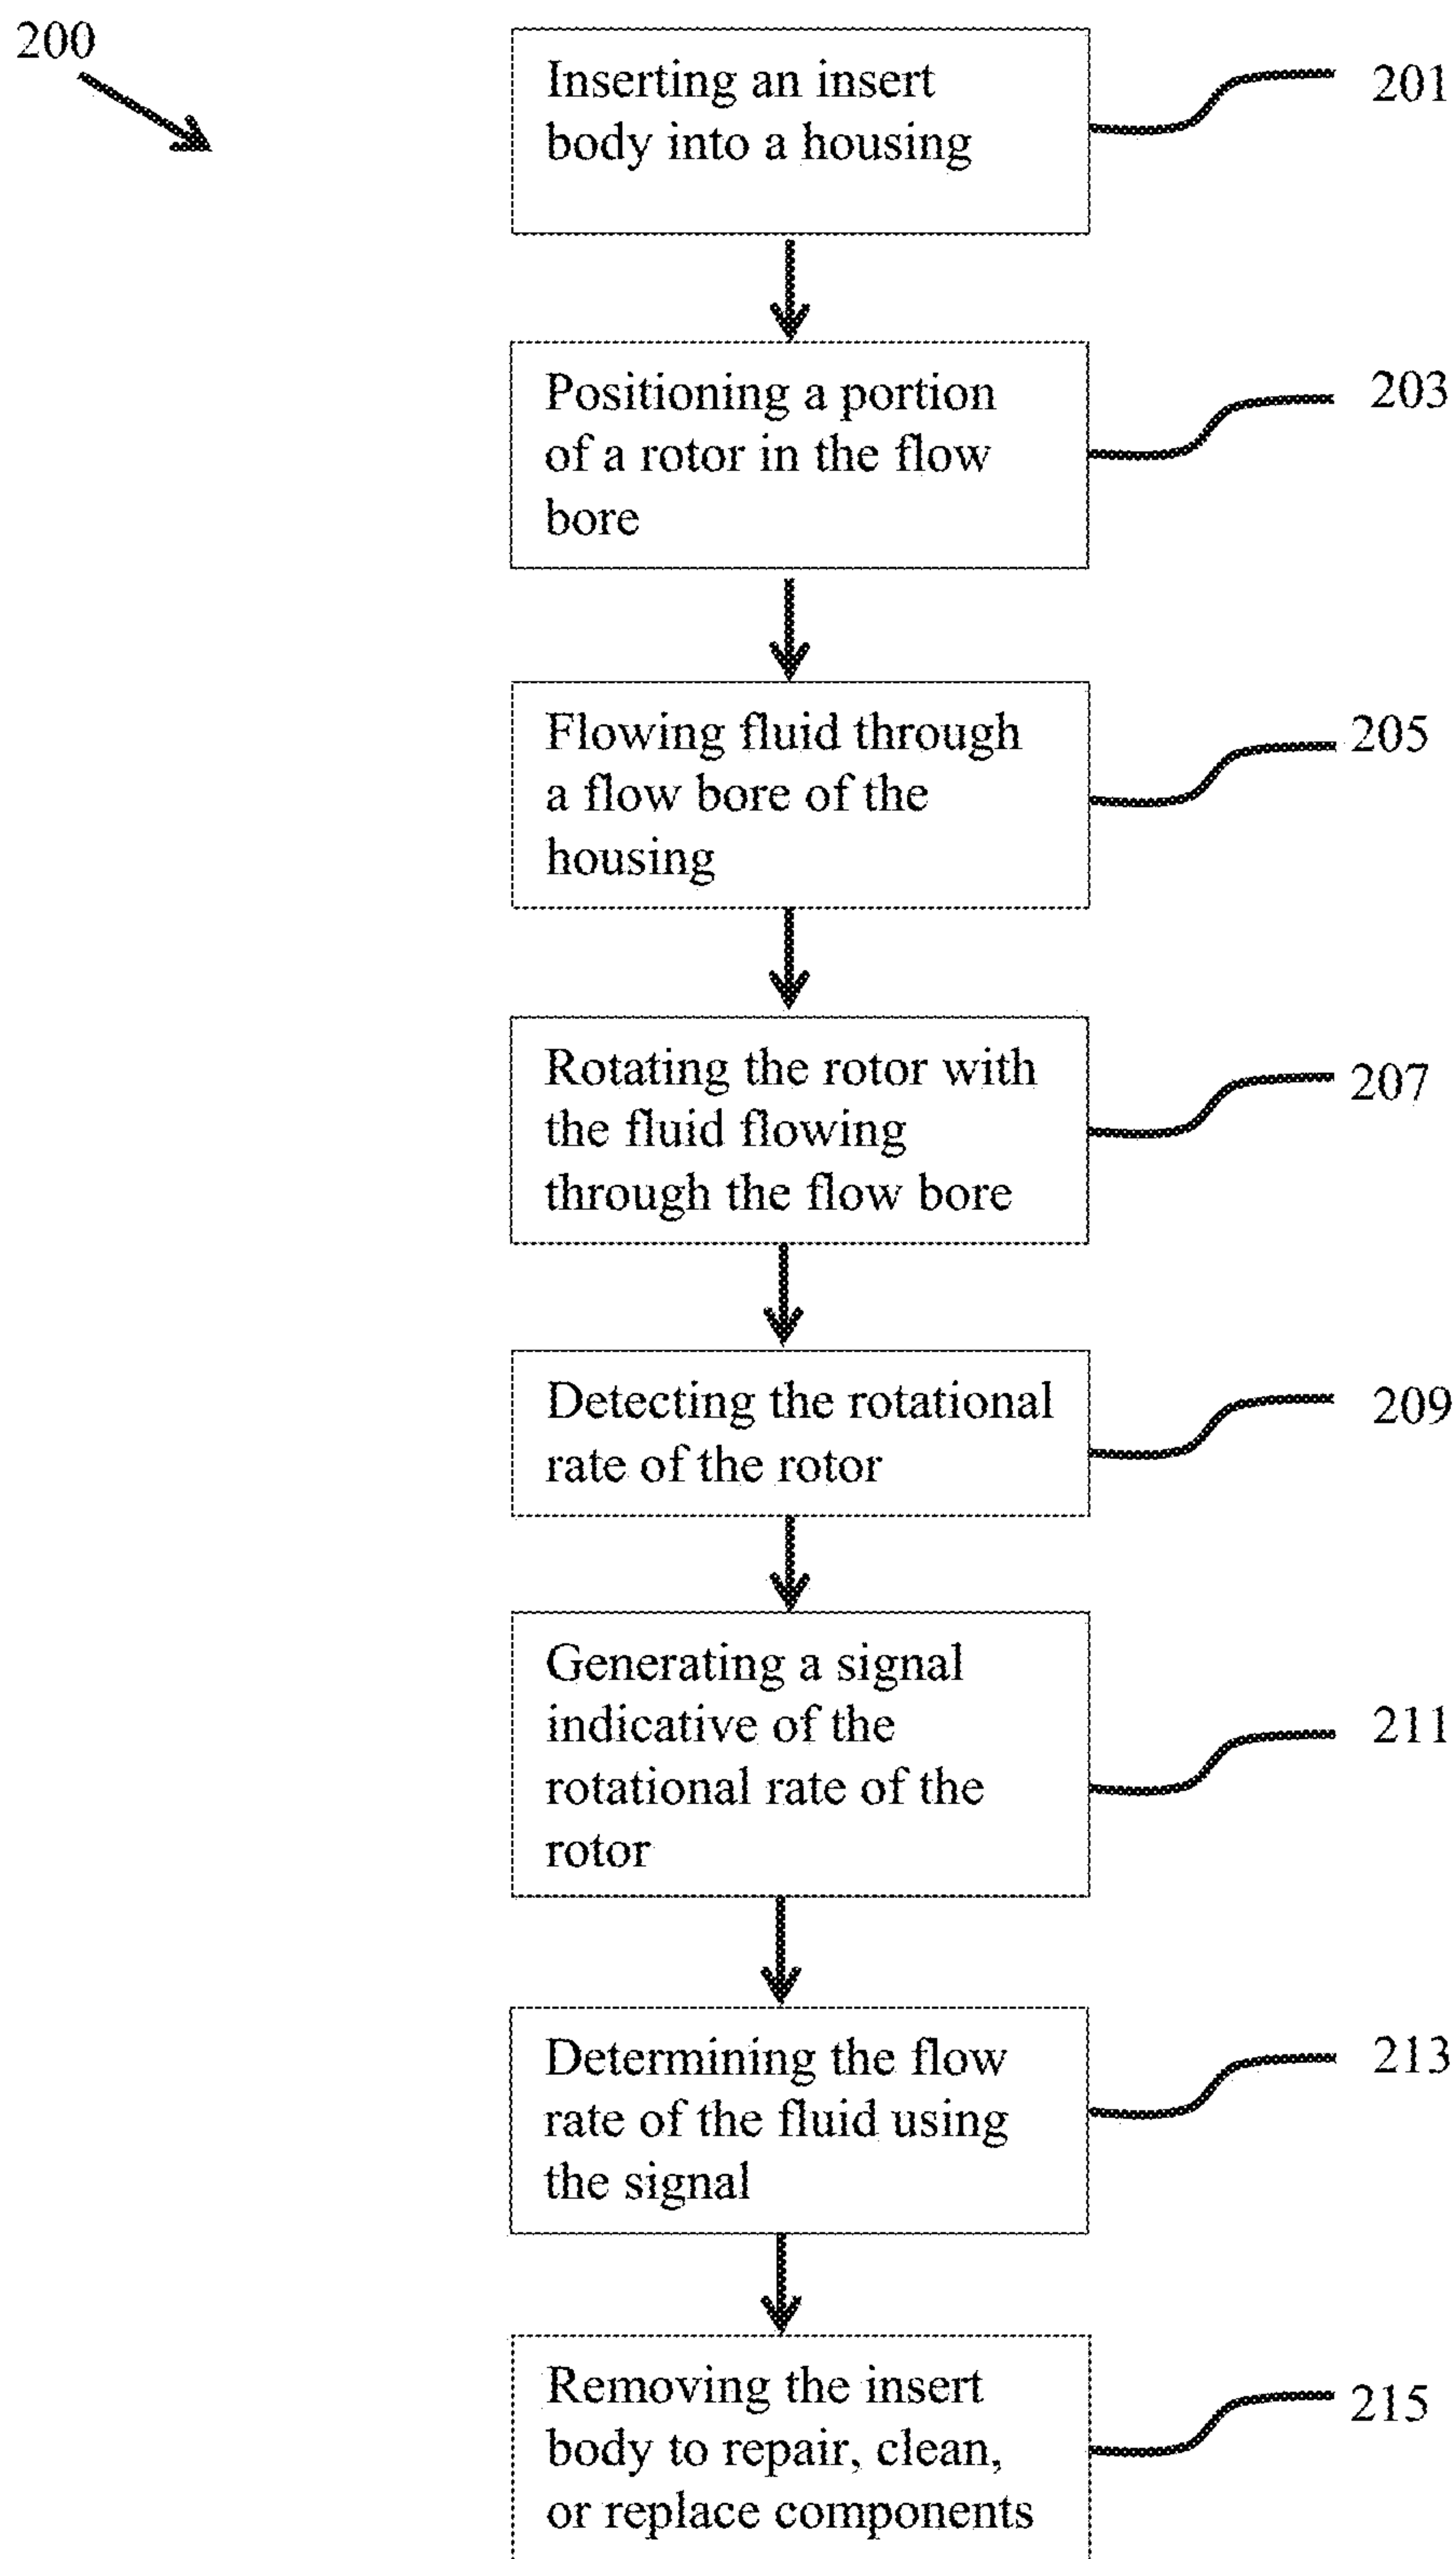 200
Inserting an insert
body into a housing
201
Positioning a portion
of a rotor in the flow
bore
203
Flowing fluid through
a flow bore of the
housing
205
Rotating the rotor with
the fluid flowing
through the flow bore
207
Detecting the rotational
rate of the rotor
209
Generating a signal
indicative of the
rotational rate of the
rotor
211
Determining the flow
rate of the fluid using
the signal
213
Removing the insert
body to repair, clean,
or replace components
215